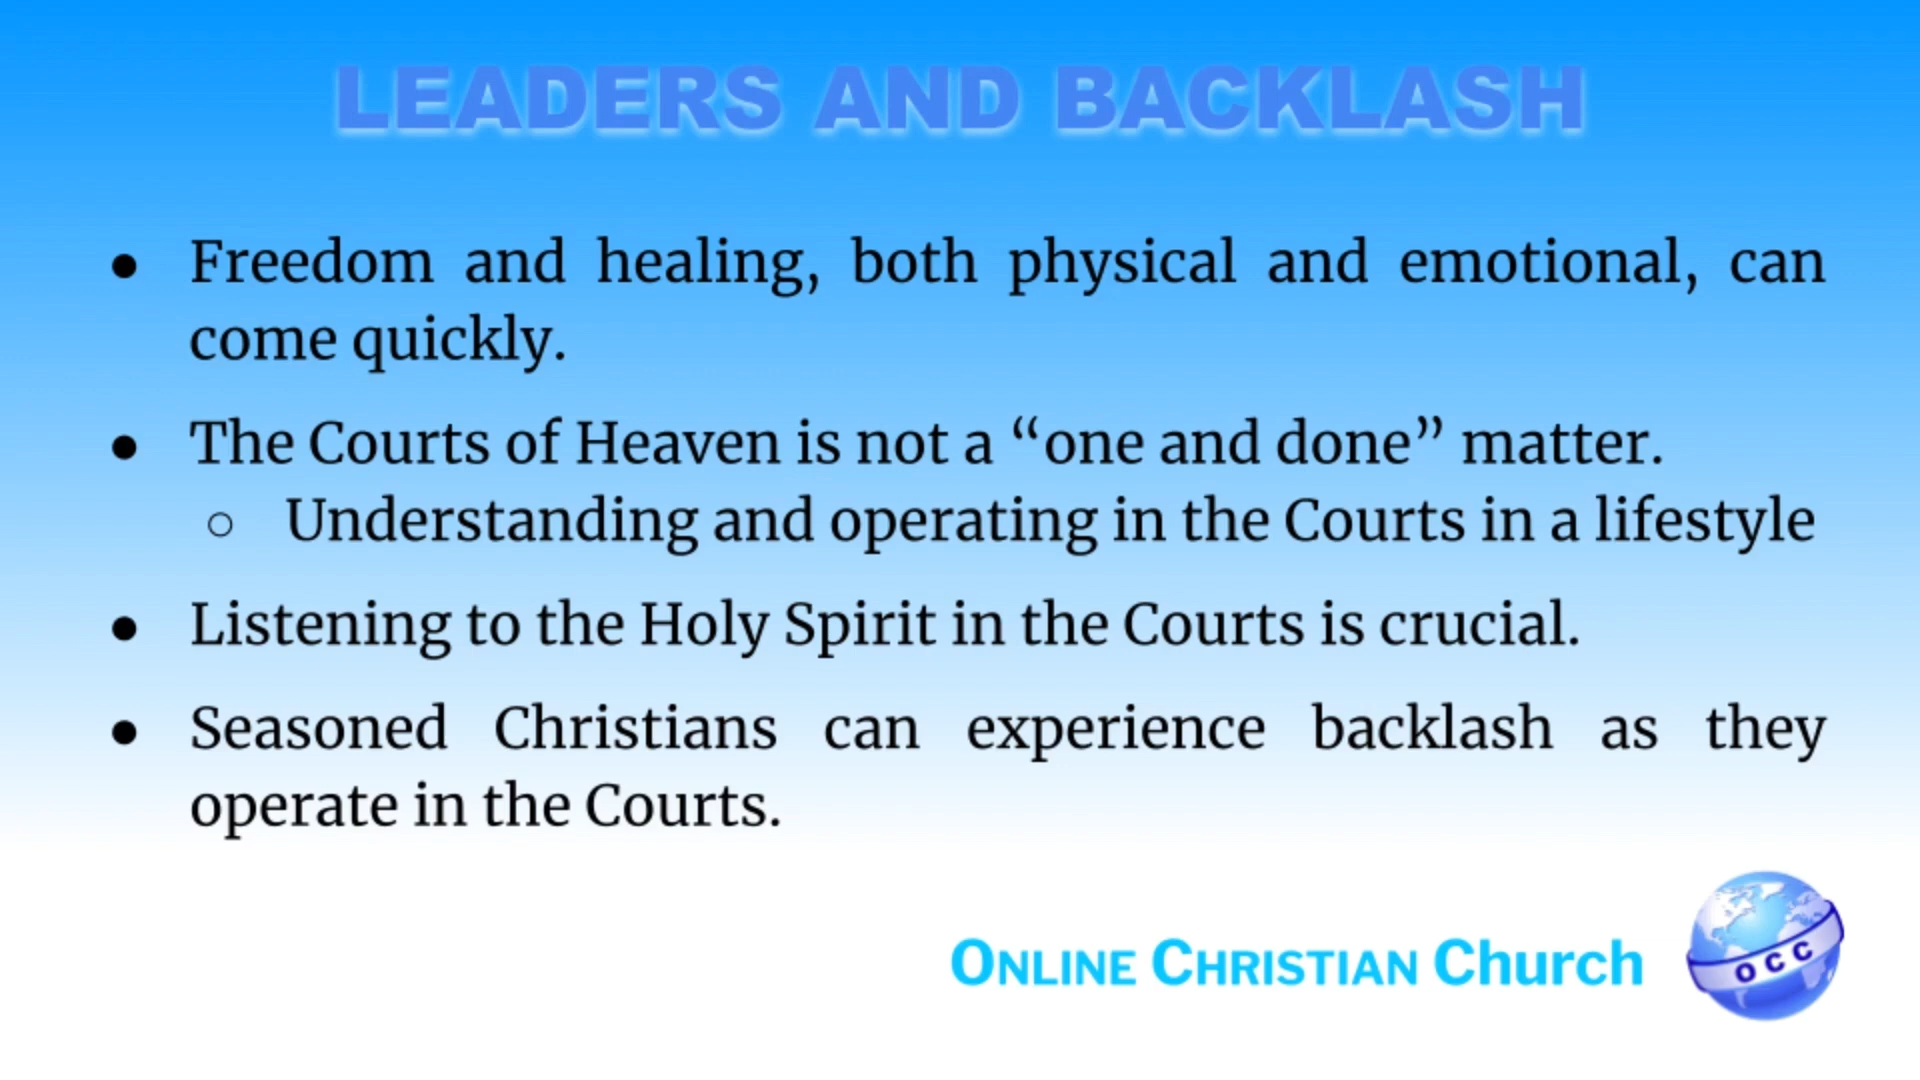 LEADERS AND BACKLASH
● Freedom and healing, both physical and emotional, can
come quickly.
● The Courts of Heaven is not a “one and done” matter.
○ Understanding and operating in the Courts in a lifestyle
● Listening to the Holy Spirit in the Courts is crucial.
● Seasoned Christians can experience backlash as they
operate in the Courts.
ONLINE CHRISTIAN Church
OCC